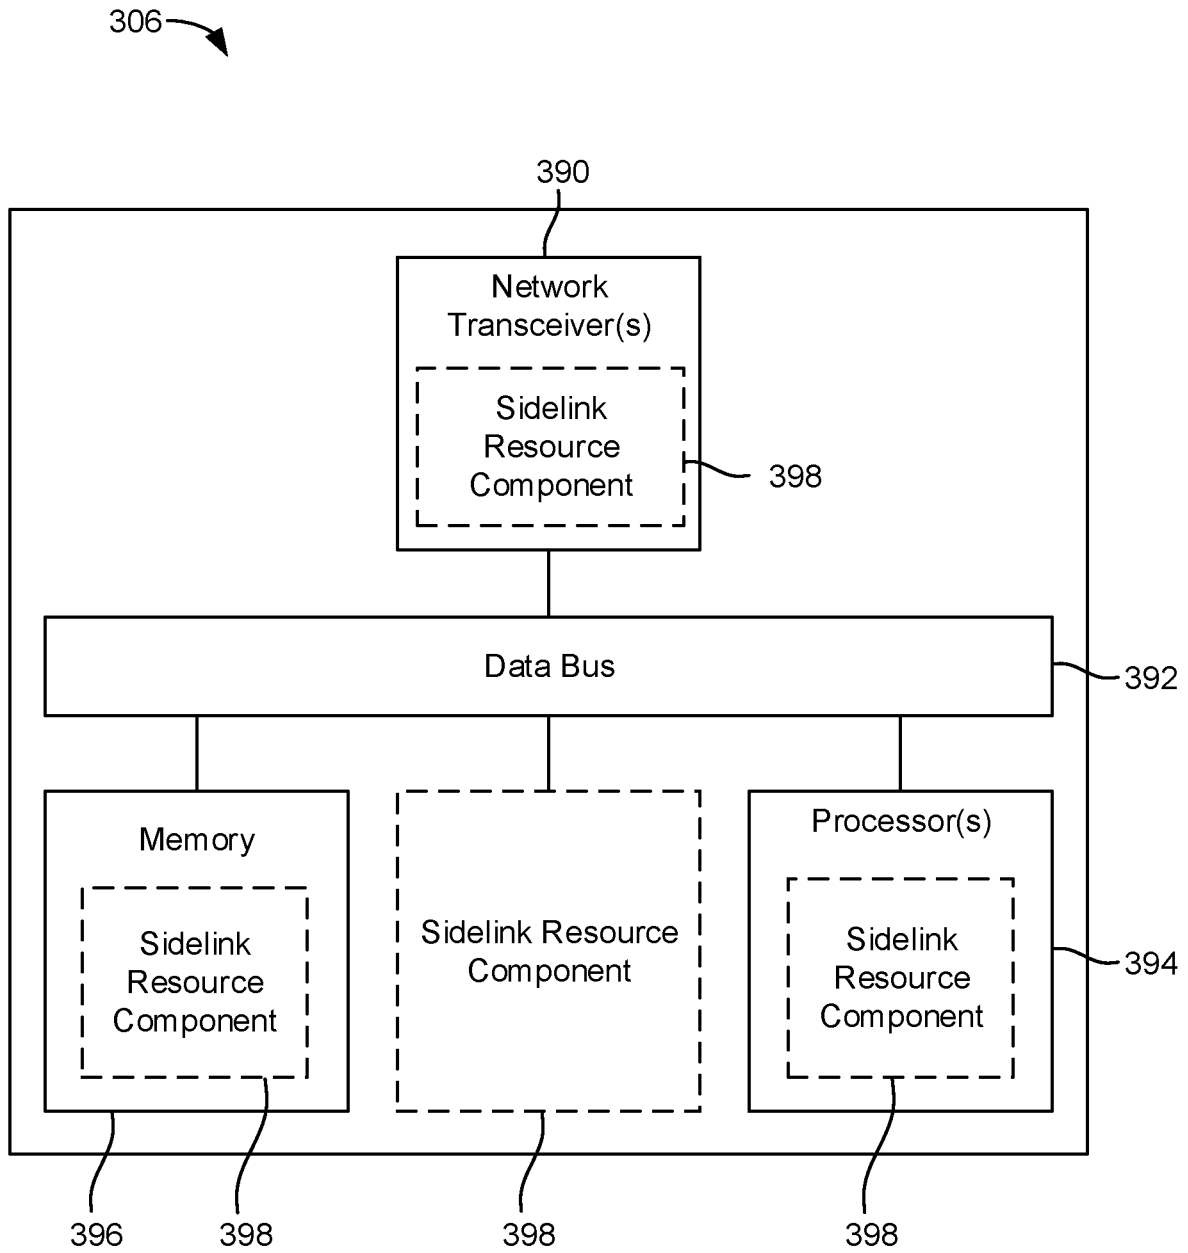 306
390
Network
Transceiver(s)
Sidelink
Resource
Component
398
Data Bus
392
Memory
Sidelink
Resource
Component
Sidelink Resource
Component
Processor(s)
Sidelink
Resource
Component
394
396
398
398
398